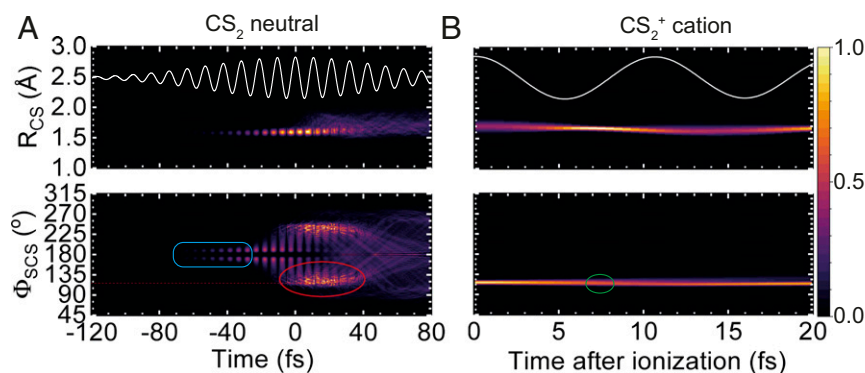 A
CS₂ neutral
B
CS₂⁺ cation
R_CS (Å)
3.0
2.5
2.0
1.5
1.0
1.0
0.5
0.0
Φ_SCS (º)
315
270
225
180
135
90
45
-120 -80 -40 0 40 80
0 5 10 15 20
Time (fs)
Time after ionization (fs)